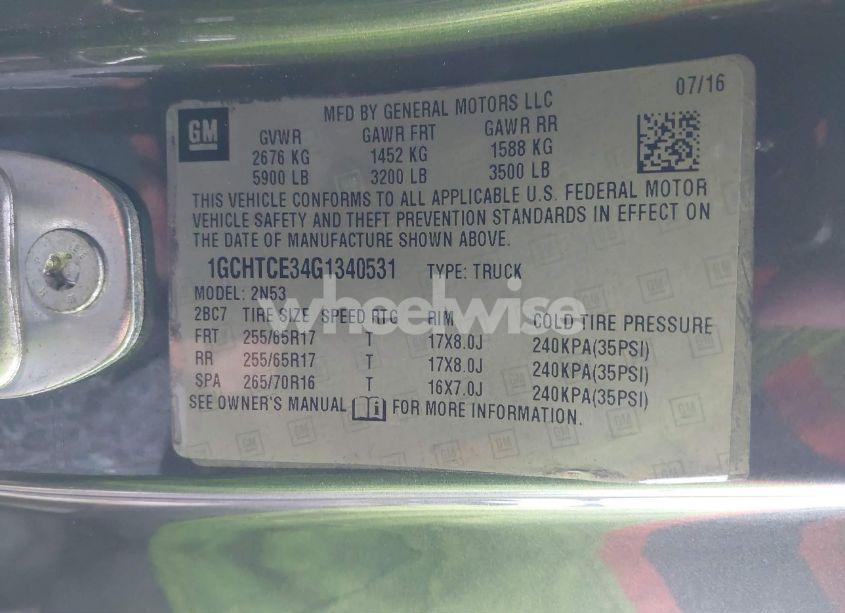 07/16
MFD BY GENERAL MOTORS LLC
GM
GVWR GAWR FRT GAWR RR
2676 KG 1452 KG 1588 KG
5900 LB 3200 LB 3500 LB
THIS VEHICLE CONFORMS TO ALL APPLICABLE U.S. FEDERAL MOTOR
VEHICLE SAFETY AND THEFT PREVENTION STANDARDS IN EFFECT ON
THE DATE OF MANUFACTURE SHOWN ABOVE.
1GCHTCE34G1340531 TYPE: TRUCK
MODEL: 2N53
wheelwise
2BC7 TIRE SIZE SPEED RTG RIM COLD TIRE PRESSURE
FRT 255/65R17 T 17X8.0J 240KPA(35PSI)
RR 255/65R17 T 17X8.0J 240KPA(35PSI)
SPA 265/70R16 T 16X7.0J 240KPA(35PSI)
SEE OWNER'S MANUAL FOR MORE INFORMATION.